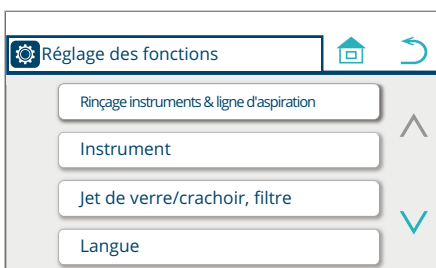 Réglage des fonctions
Rinçage instruments & ligne d'aspiration
Instrument
Jet de verre/crachoir, filtre
Langue